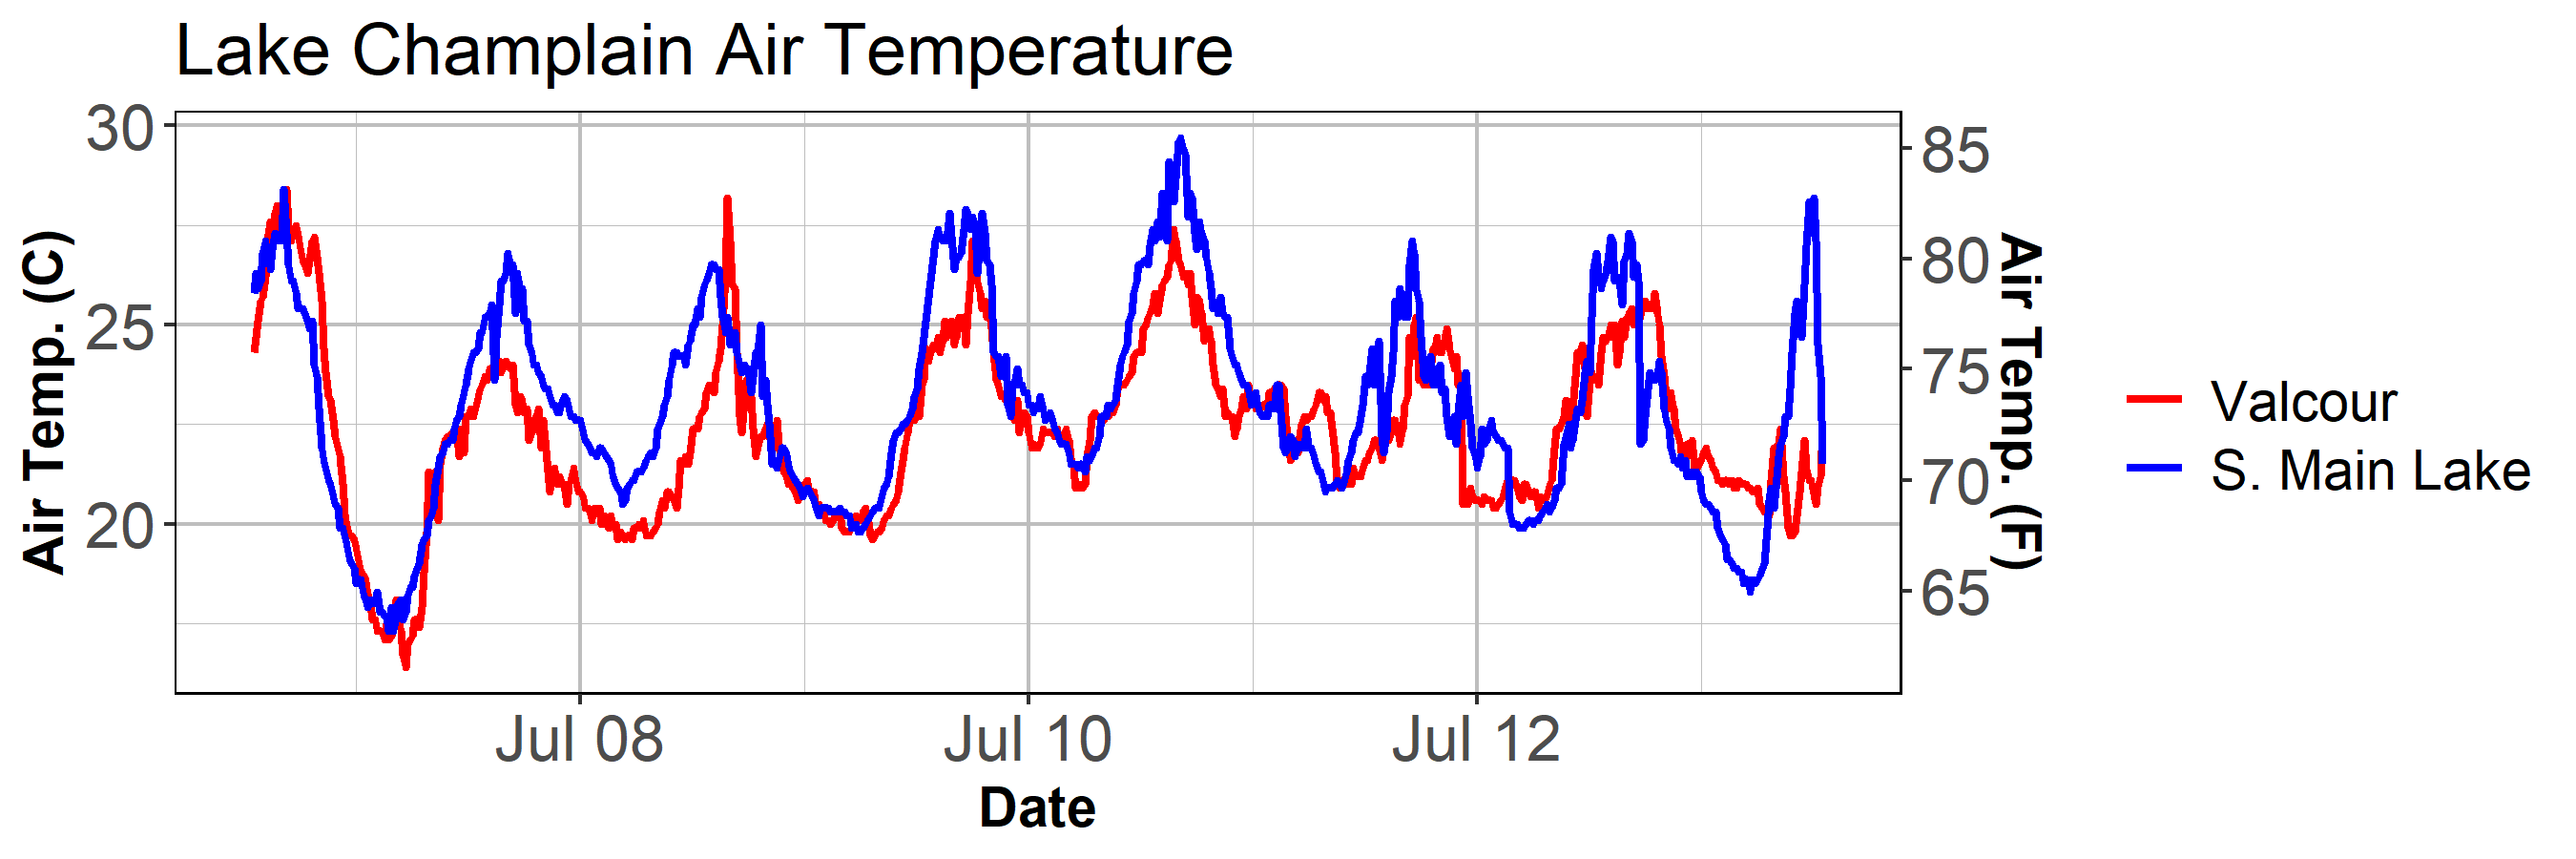 Lake Champlain Air Temperature
Air Temp. (C)
30
25
20
85
80
75
70
65
Air Temp. (F)
Jul 08
Jul 10
Jul 12
Date
Valcour
S. Main Lake